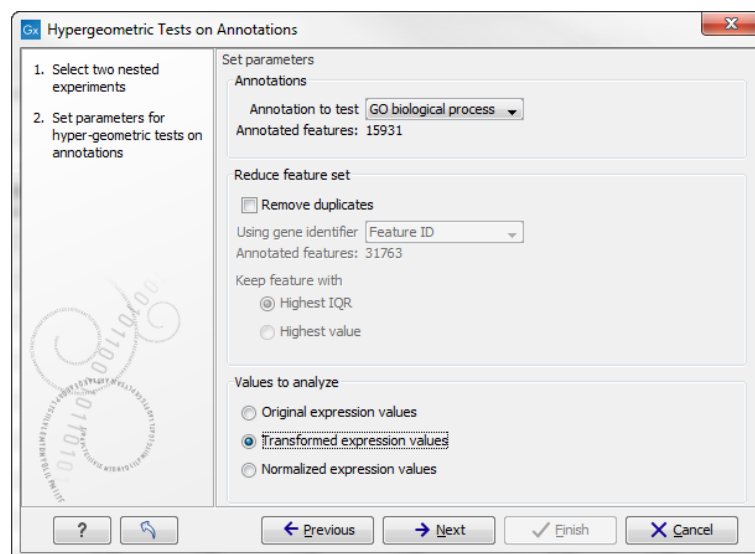 Gx Hypergeometric Tests on Annotations
1. Select two nested
experiments
2. Set parameters for
hyper-geometric tests on
annotations
Set parameters
Annotations
Annotation to test GO biological process
Annotated features: 15931
Reduce feature set
Remove duplicates
Using gene identifier Feature ID
Annotated features: 31763
Keep feature with
Highest IQR
Highest value
Values to analyze
Original expression values
Transformed expression values
Normalized expression values
? Previous Next Finish Cancel